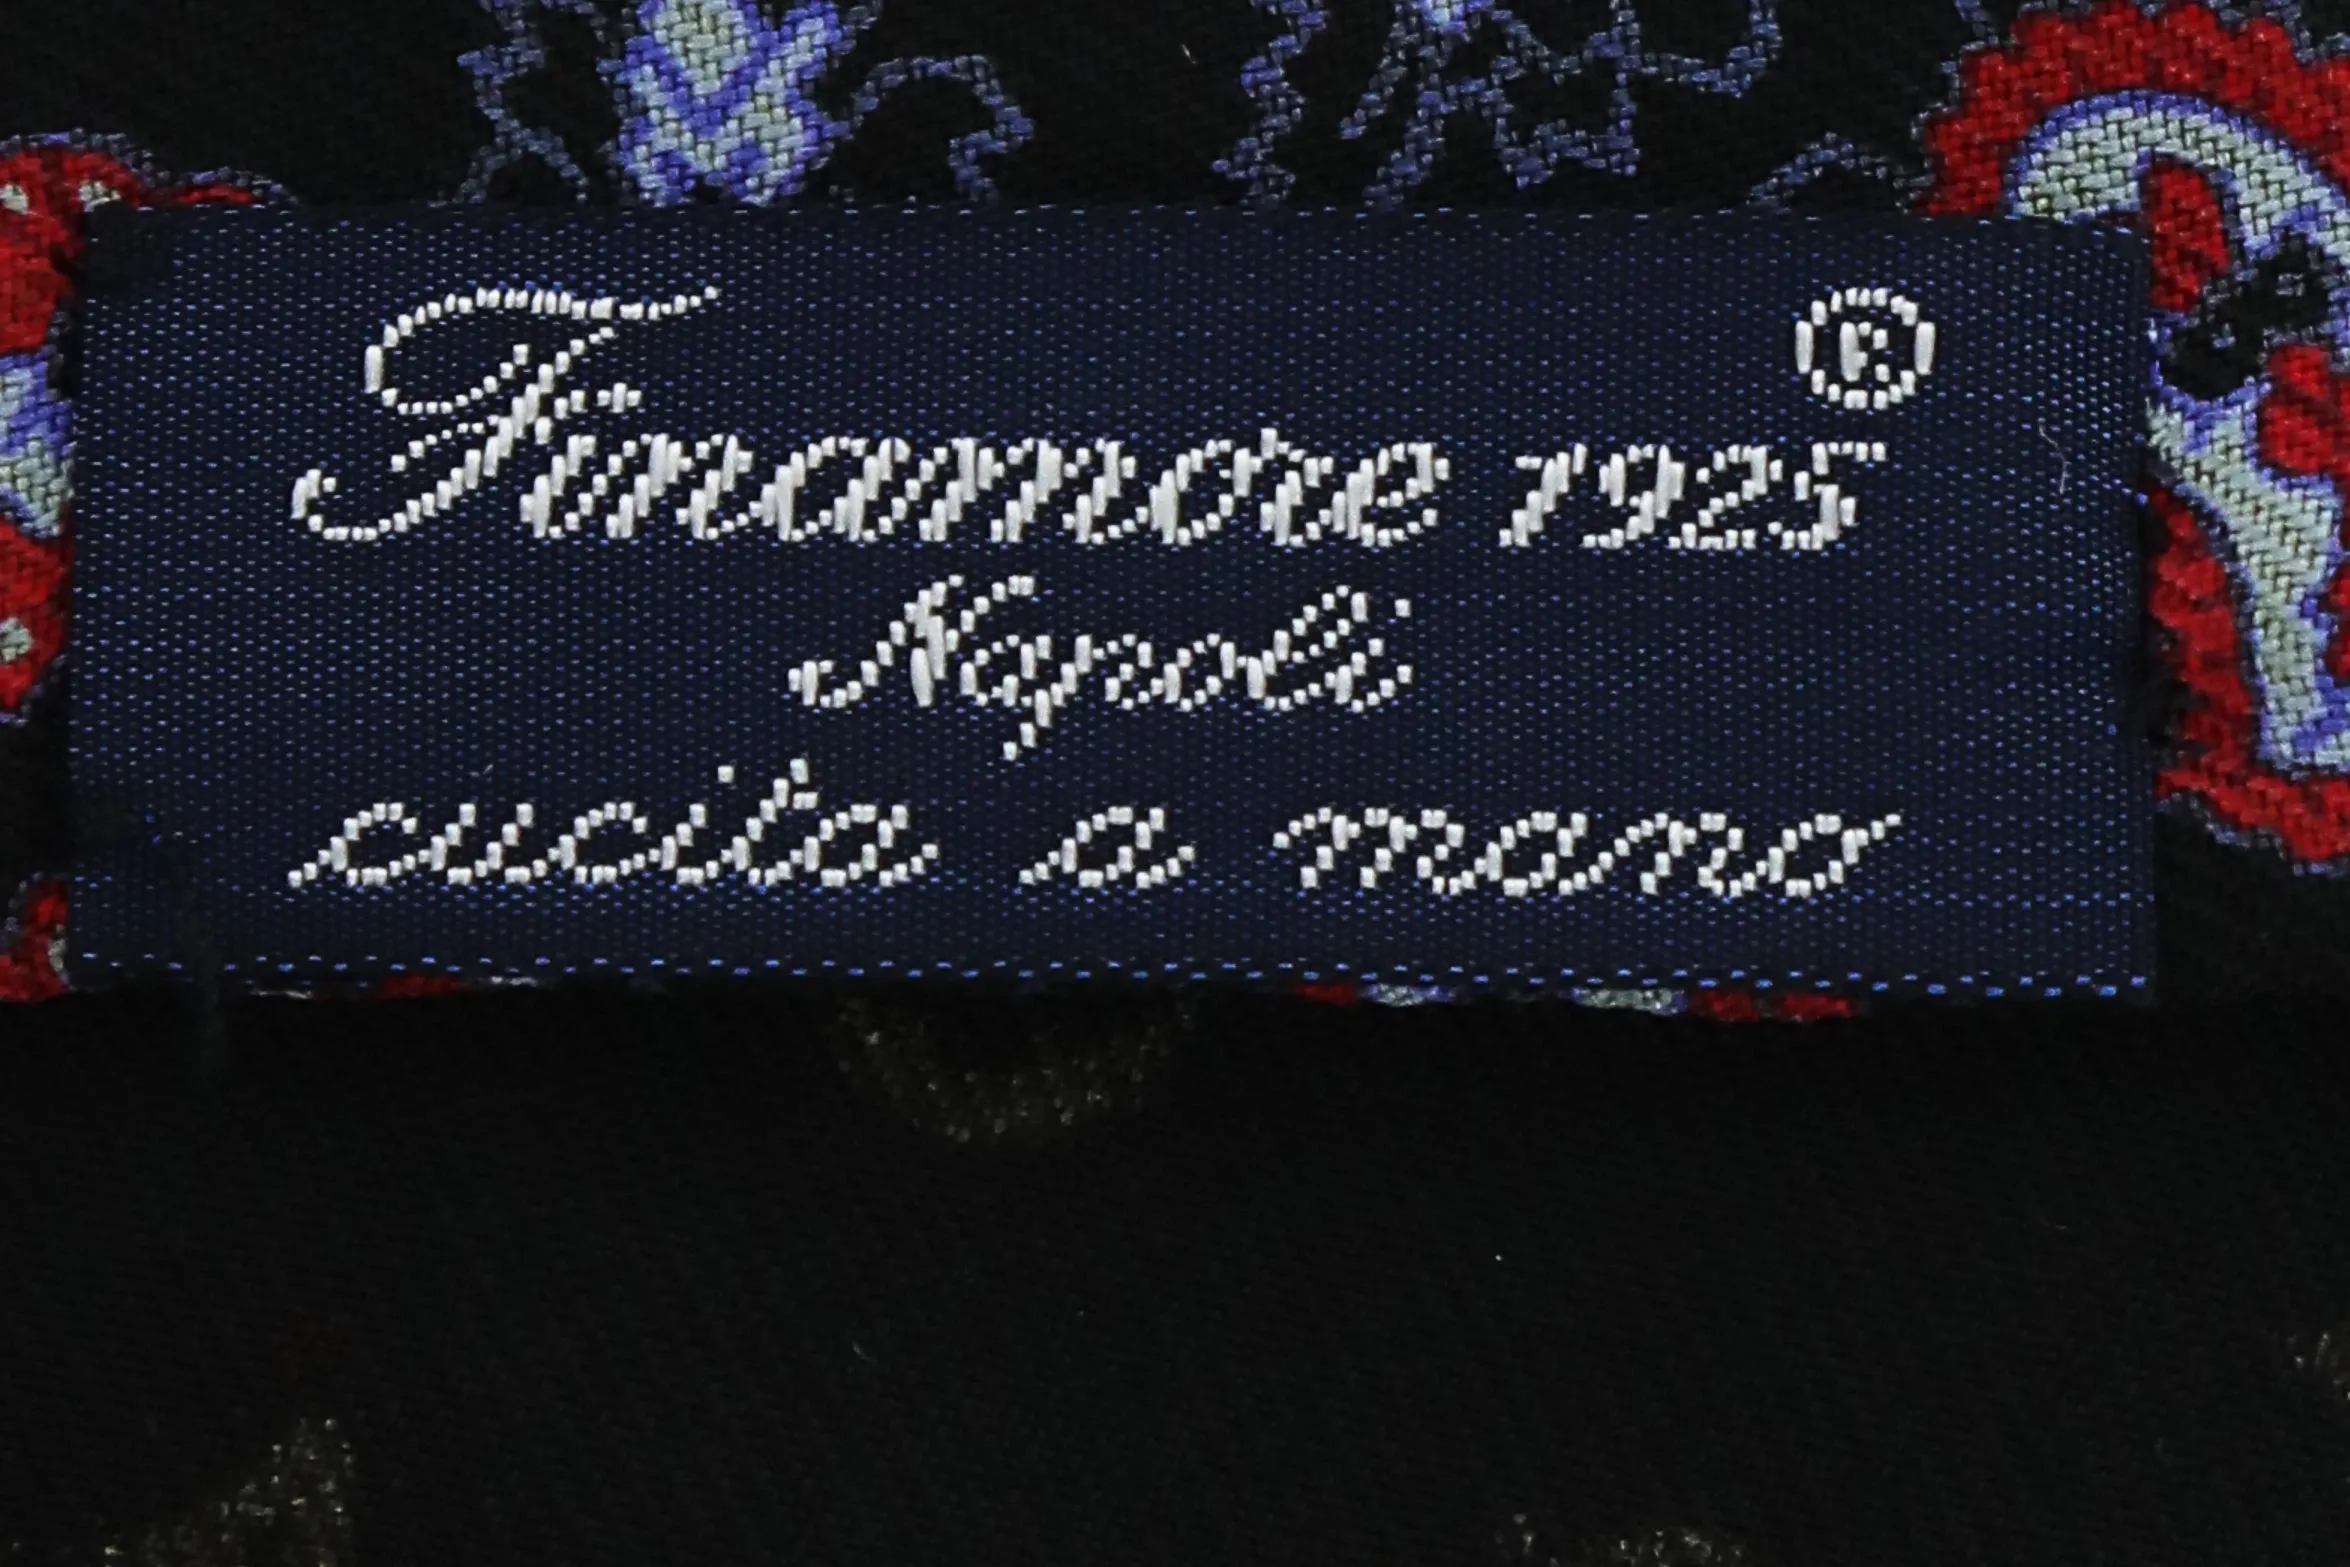 Finamore 1925®
Napoli
cucita a mano